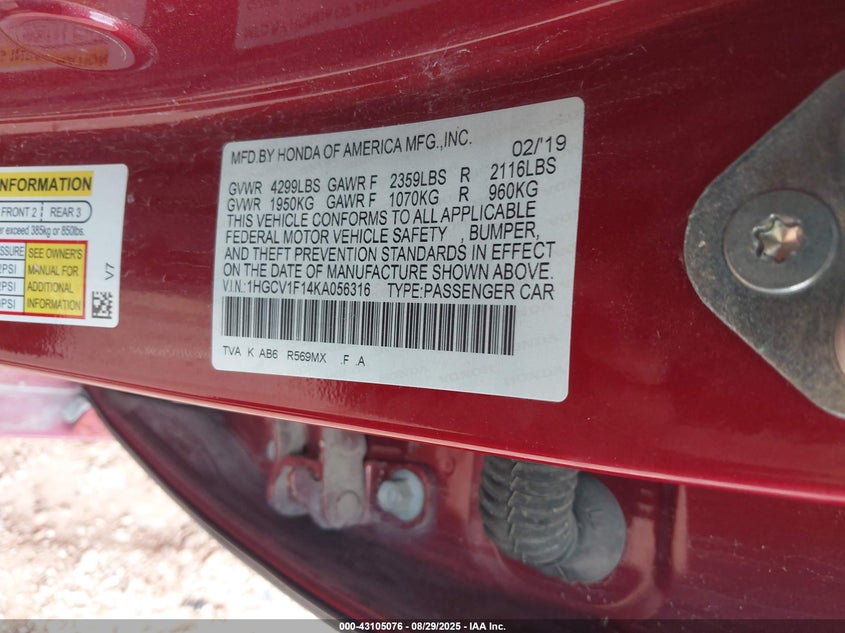 MFD.BY HONDA OF AMERICA MFG.,INC. 02/'19
GVWR 4299LBS GAWR F 2359LBS R 2116LBS
GVWR 1950KG GAWR F 1070KG R 960KG
THIS VEHICLE CONFORMS TO ALL APPLICABLE
FEDERAL MOTOR VEHICLE SAFETY , BUMPER,
AND THEFT PREVENTION STANDARDS IN EFFECT
ON THE DATE OF MANUFACTURE SHOWN ABOVE.
V.I.N.:1HGCV1F14KA056316 TYPE:PASSENGER CAR
TVA K AB6 R569MX .F .A
INFORMATION
FRONT 2 REAR 3
exceed 385kg or 850lbs.
SEE OWNER'S
MANUAL FOR
ADDITIONAL
INFORMATION
PSI
PSI
PSI
V7
000-43105076 - 08/29/2025 - IAA Inc.